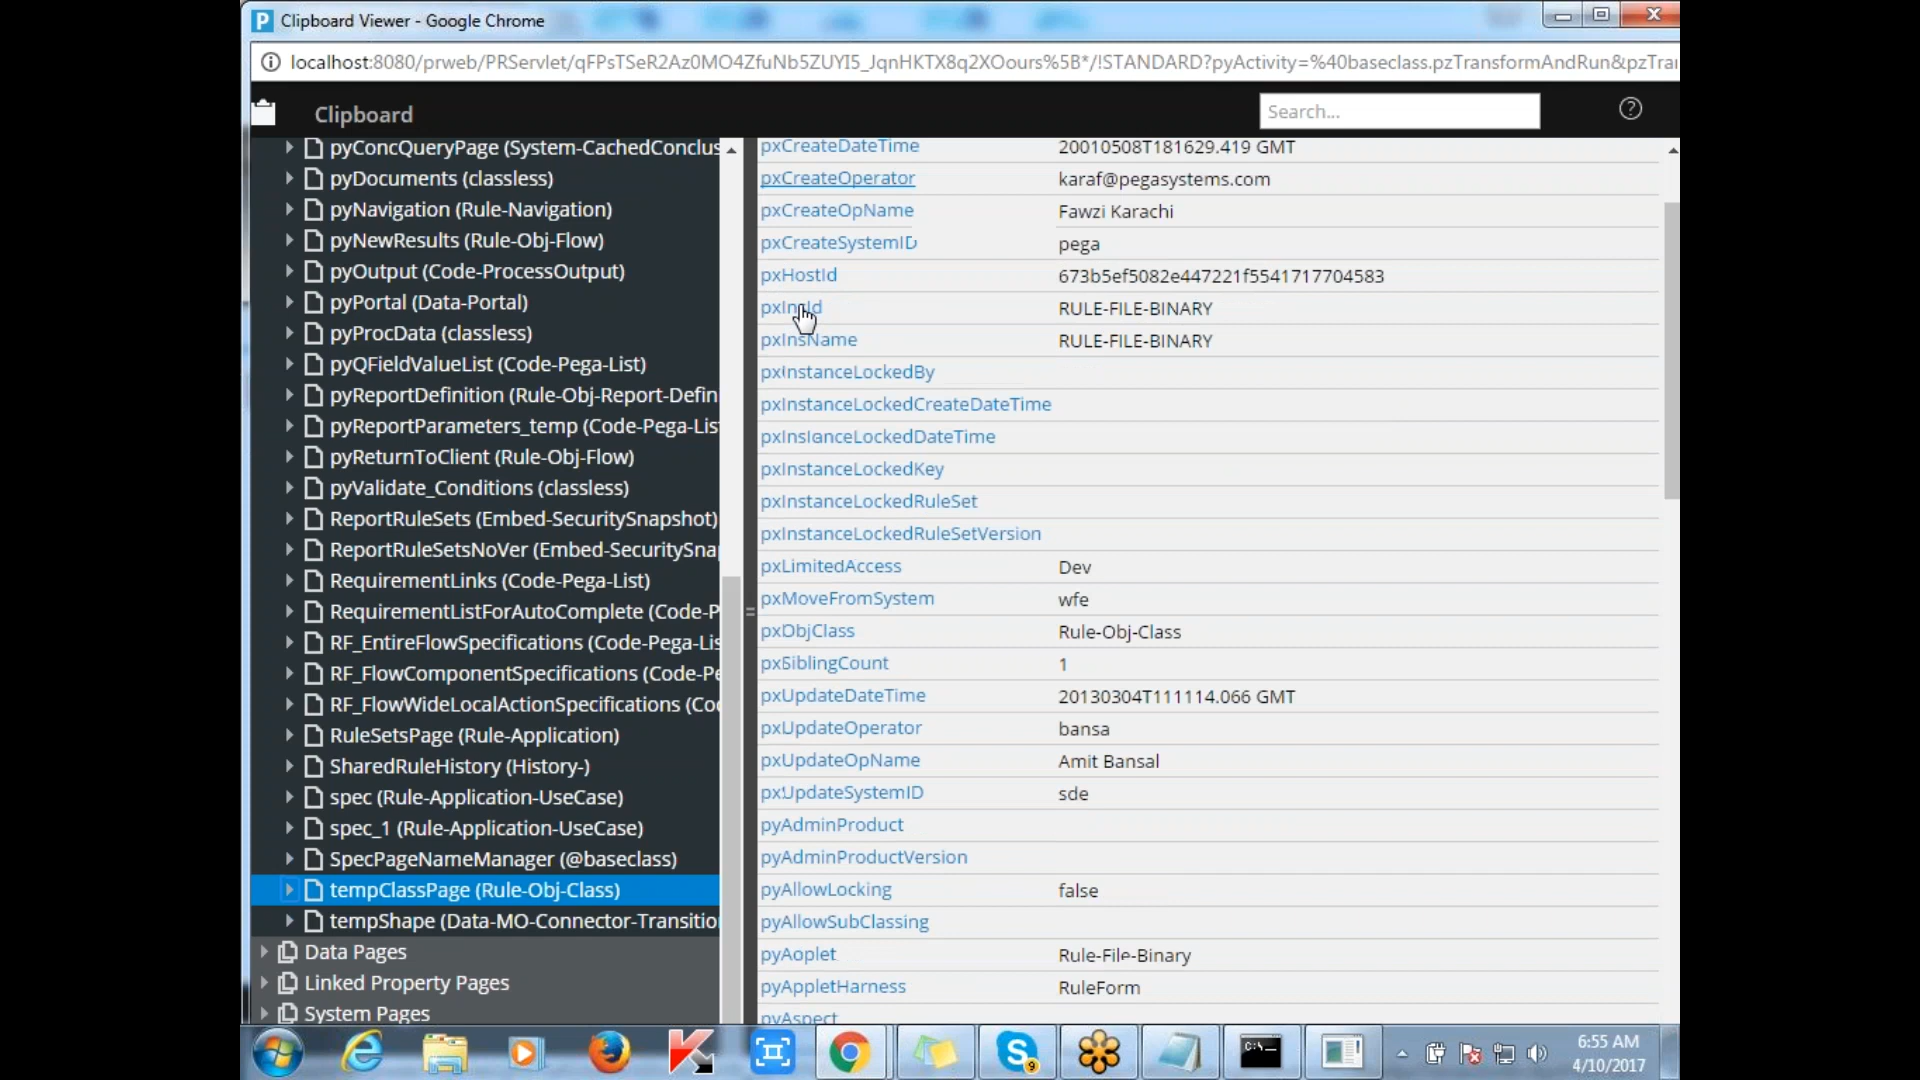 Clipboard Viewer - Google Chrome
localhost:8080/prweb/PRServlet/qFPsTSeR2Az0MO4ZfuNb5ZUYI5_JqnHKTX8q2XOours%5B*/!STANDARD?pyActivity=%40baseclass.pzTransformAndRun&pzTrai
Clipboard
Search...
pyConcQueryPage (System-CachedConclus
pyDocuments (classless)
pyNavigation (Rule-Navigation)
pyNewResults (Rule-Obj-Flow)
pyOutput (Code-ProcessOutput)
pyPortal (Data-Portal)
pyProcData (classless)
pyQFieldValueList (Code-Pega-List)
pyReportDefinition (Rule-Obj-Report-Defin
pyReportParameters_temp (Code-Pega-Lis
pyReturnToClient (Rule-Obj-Flow)
pyValidate_Conditions (classless)
ReportRuleSets (Embed-SecuritySnapshot)
ReportRuleSetsNoVer (Embed-SecuritySna
RequirementLinks (Code-Pega-List)
RequirementListForAutoComplete (Code-P
RF_EntireFlowSpecifications (Code-Pega-Lis
RF_FlowComponentSpecifications (Code-Pe
RF_FlowWideLocalActionSpecifications (Coc
RuleSetsPage (Rule-Application)
SharedRuleHistory (History-)
spec (Rule-Application-UseCase)
spec_1 (Rule-Application-UseCase)
SpecPageNameManager (@baseclass)
tempClassPage (Rule-Obj-Class)
tempShape (Data-MO-Connector-Transitio
Data Pages
Linked Property Pages
System Pages
pxCreateDateTime 20010508T181629.419 GMT
pxCreateOperator karaf@pegasystems.com
pxCreateOpName Fawzi Karachi
pxCreateSystemID pega
pxHostId 673b5ef5082e447221f5541717704583
pxInsId RULE-FILE-BINARY
pxInsName RULE-FILE-BINARY
pxInstanceLockedBy
pxInstanceLockedCreateDateTime
pxInstanceLockedDateTime
pxInstanceLockedKey
pxInstanceLockedRuleSet
pxInstanceLockedRuleSetVersion
pxLimitedAccess Dev
pxMoveFromSystem wfe
pxObjClass Rule-Obj-Class
pxSiblingCount 1
pxUpdateDateTime 20130304T111114.066 GMT
pxUpdateOperator bansa
pxUpdateOpName Amit Bansal
pxUpdateSystemID sde
pyAdminProduct
pyAdminProductVersion
pyAllowLocking false
pyAllowSubClassing
pyApplet Rule-File-Binary
pyAppletHarness RuleForm
pyAspect
6:55 AM
4/10/2017